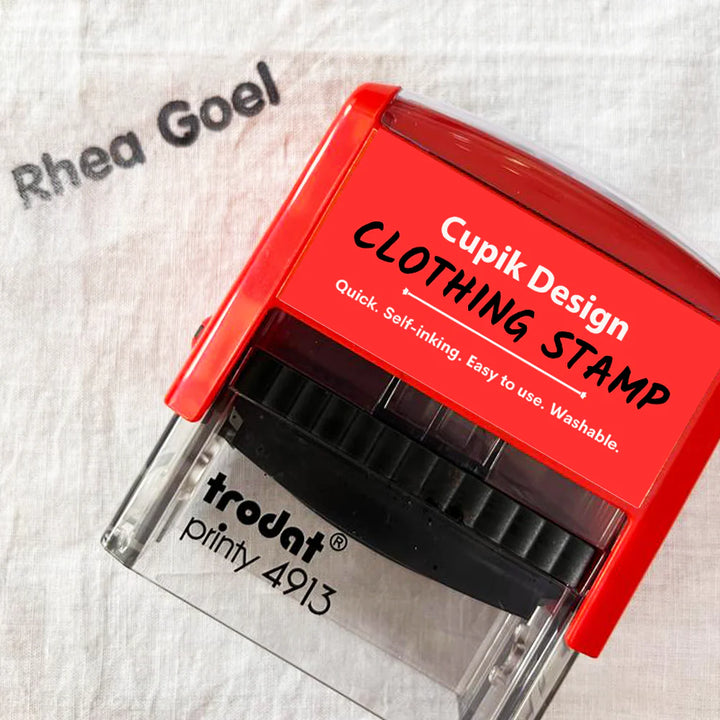 Rhea Goel
Cupik Design
CLOTHING STAMP
Quick. Self-inking. Easy to use. Washable.
trodat®
printy 4913